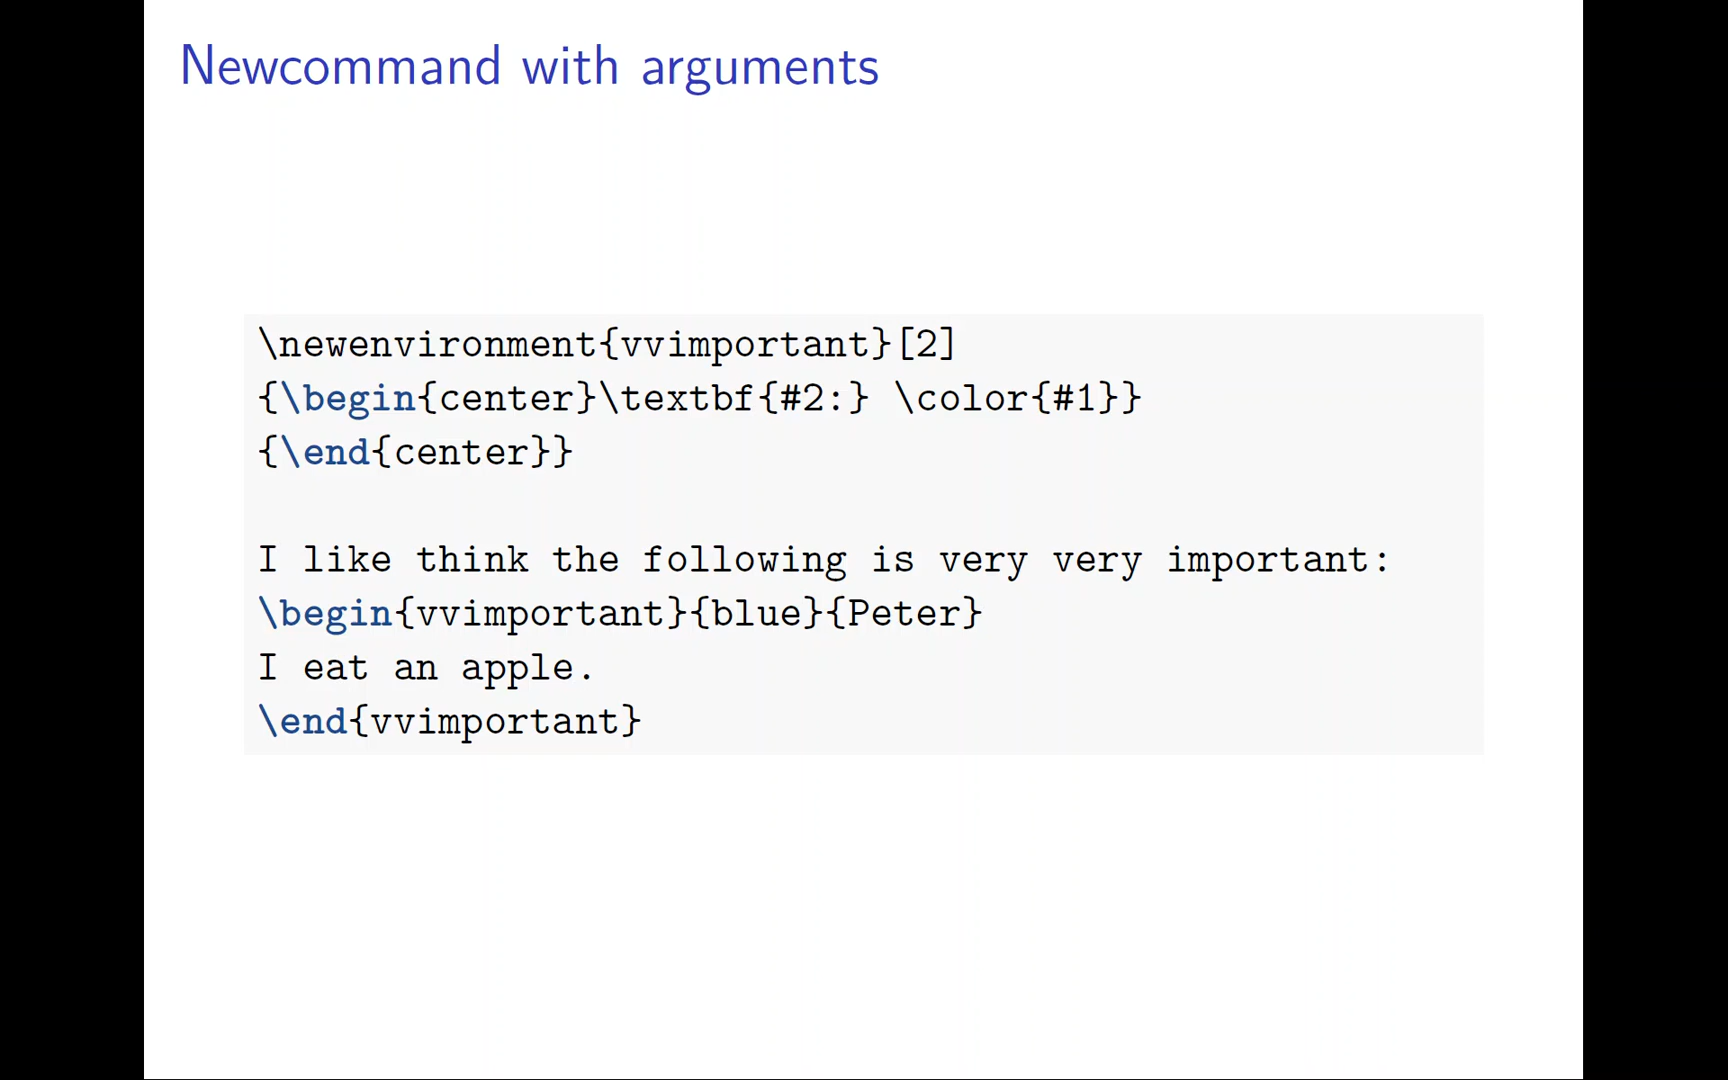 Newcommand with arguments
\newenvironment{vvimportant}[2]
{\begin{center}\textbf{#2:} \color{#1}}
{\end{center}}
I like think the following is very very important:
\begin{vvimportant}{blue}{Peter}
I eat an apple.
\end{vvimportant}